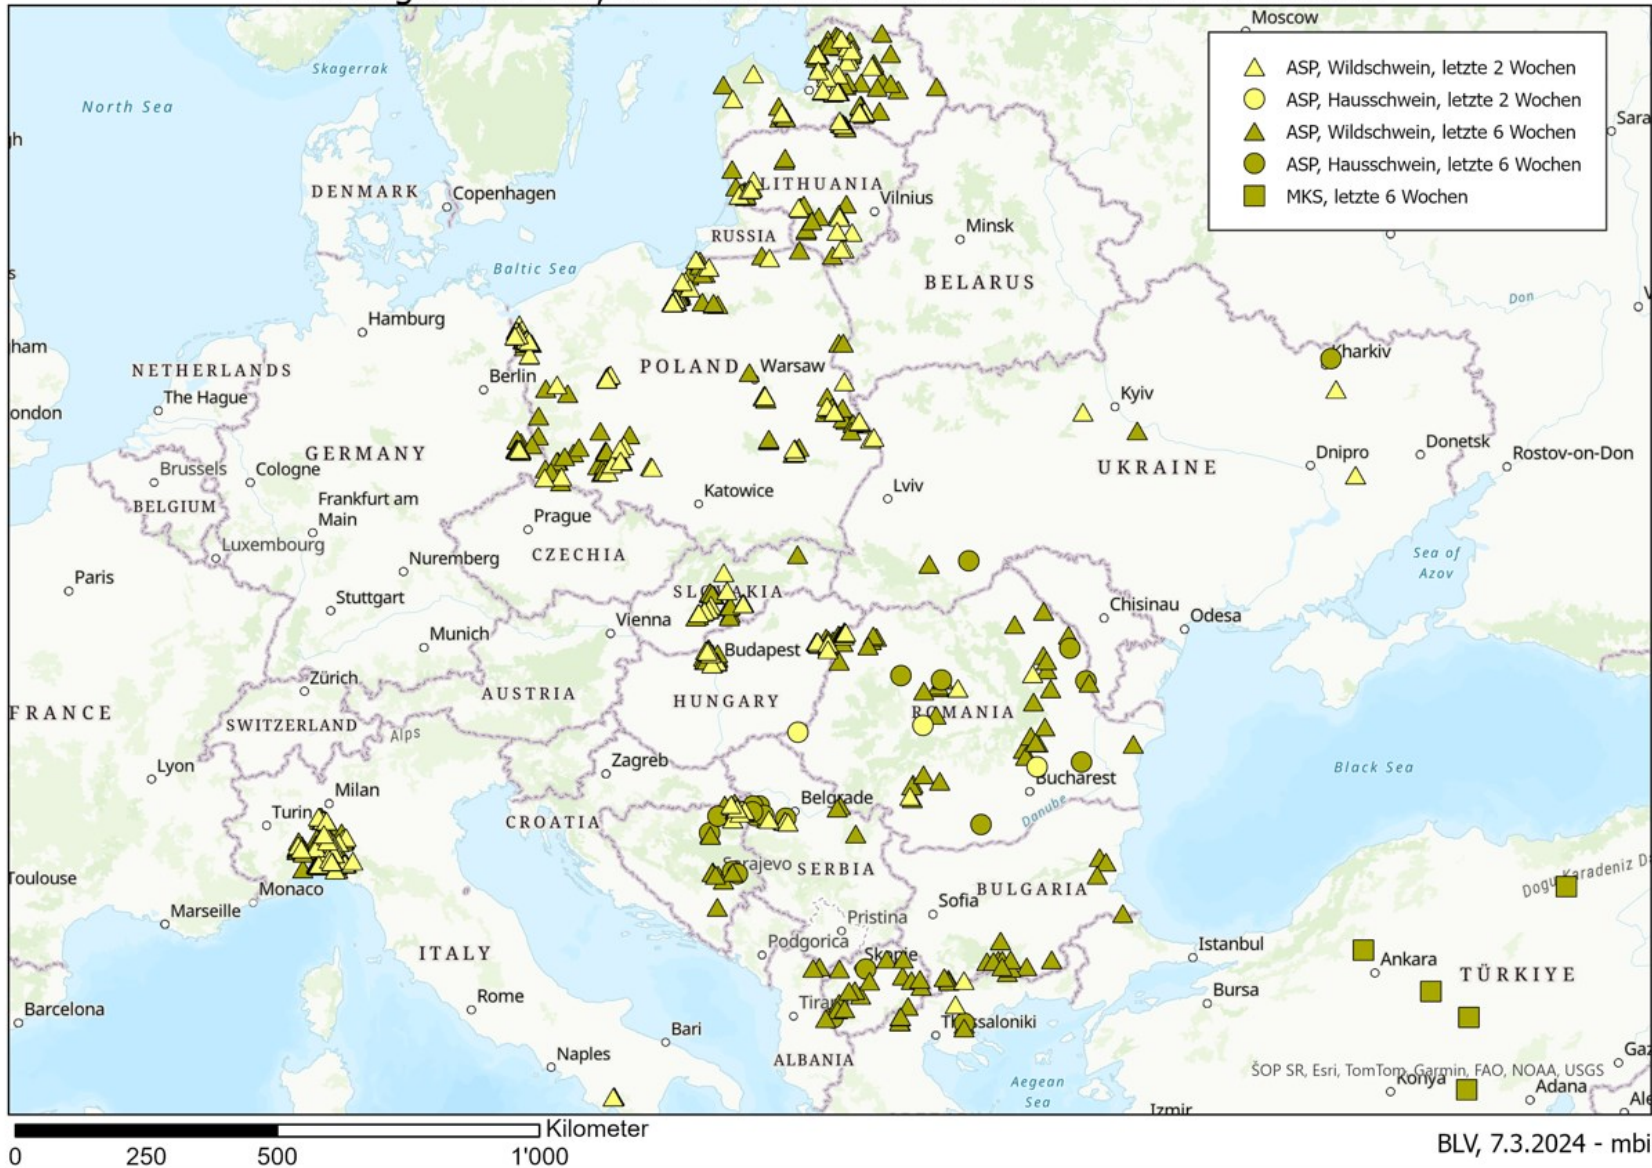 Moscow
ASP, Wildschwein, letzte 2 Wochen
ASP, Hausschwein, letzte 2 Wochen
ASP, Wildschwein, letzte 6 Wochen
ASP, Hausschwein, letzte 6 Wochen
MKS, letzte 6 Wochen
Skagerrak
North Sea
DENMARK
Copenhagen
LITHUANIA
Vilnius
RUSSIA
Minsk
Baltic Sea
BELARUS
Don
Hamburg
NETHERLANDS
The Hague
Berlin
POLAND
Warsaw
Kharkiv
Kyiv
GERMANY
Brussels
Cologne
BELGIUM
Frankfurt am
Main
Luxembourg
Katowice
Lviv
UKRAINE
Dnipro
Donetsk
Rostov-on-Don
Prague
CZECHIA
Nuremberg
Paris
Stuttgart
SLOVAKIA
Vienna
Munich
Sea of
Azov
Chisinau
Odesa
Budapest
Zürich
AUSTRIA
HUNGARY
FRANCE
SWITZERLAND
Alps
ROMANIA
Lyon
Milan
Zagreb
Turin
CROATIA
Belgrade
Bucharest
Danube
Black Sea
Sarajevo
SERBIA
Toulouse
Monaco
Marseille
BULGARIA
Sofia
Pristina
Podgorica
Skopje
ITALY
Istanbul
Ankara
TÜRKIYE
Bursa
Barcelona
Rome
Tirana
Thessaloniki
Bari
Naples
ALBANIA
Aegean
Sea
Izmir
ŠOP SR, Esri, TomTom, Garmin, FAO, NOAA, USGS
Konya
Adana
Kilometer
0 250 500 1'000
BLV, 7.3.2024 - mbi